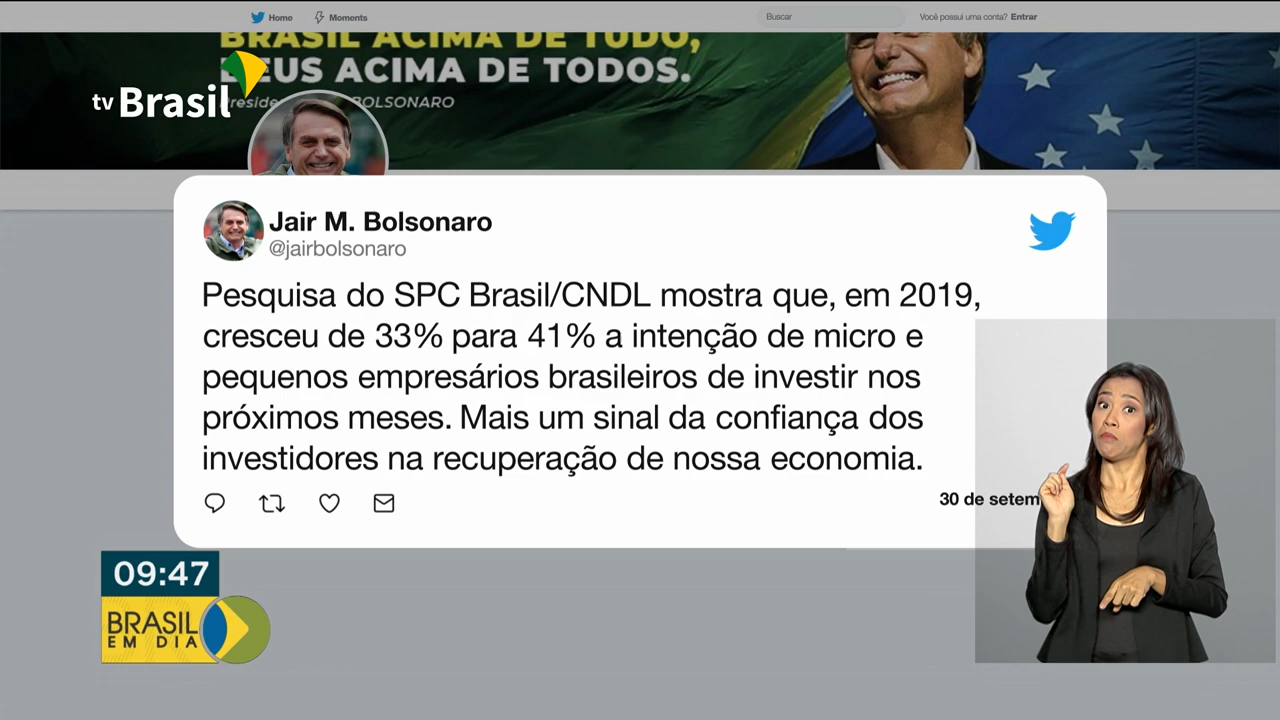 Home
Moments
Buscar
Você possui uma conta? Entrar
BRASIL ACIMA DE TUDO,
DEUS ACIMA DE TODOS.
BOLSONARO
tv Brasil
Jair M. Bolsonaro
@jairbolsonaro
Pesquisa do SPC Brasil/CNDL mostra que, em 2019,
cresceu de 33% para 41% a intenção de micro e
pequenos empresários brasileiros de investir nos
próximos meses. Mais um sinal da confiança dos
investidores na recuperação de nossa economia.
30 de setem
09:47
BRASIL
EM DIA